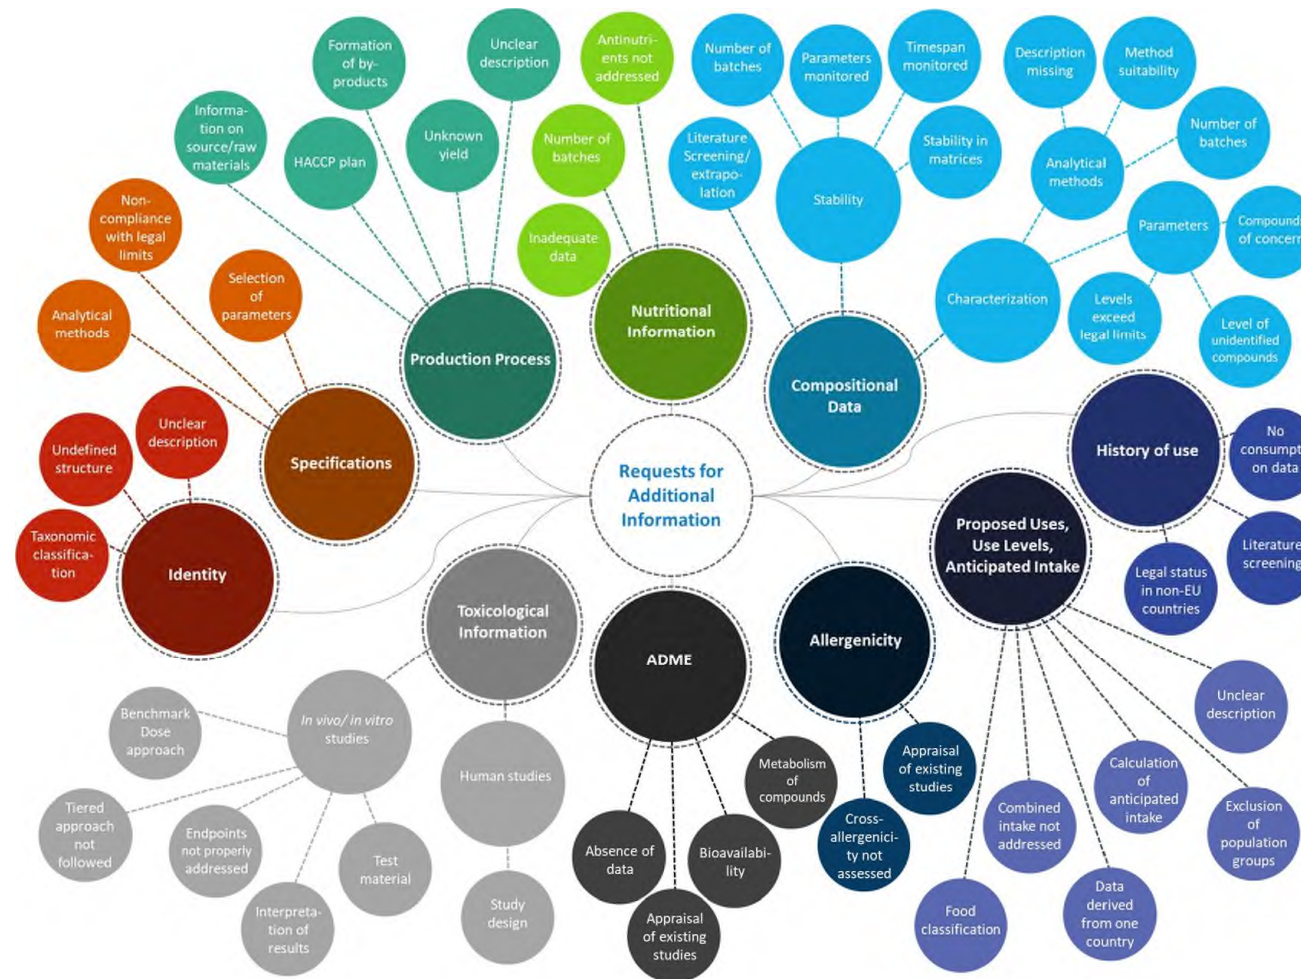 Formation
of by-
products
Unclear
description
Informa-
tion on
source/raw
materials
HACCP plan
Unknown
yield
Production Process
Antinutri-
ents not
addressed
Number of
batches
Inadequate
data
Nutritional
Information
Number of
batches
Parameters
monitored
Timespan
monitored
Literature
Screening/
extrapo-
lation
Stability in
matrices
Stability
Description
missing
Method
suitability
Number of
batches
Analytical
methods
Parameters
Compounds
of concern
Characterization
Levels
exceed
legal limits
Level of
unidentified
compounds
Compositional
Data
Non-
compliance
with legal
limits
Selection
of
parameters
Analytical
methods
Specifications
Unclear
description
Undefined
structure
Taxonomic
classifica-
tion
Identity
Requests for
Additional
Information
History of use
No
consumpt
on data
Literature
screening
Legal status
in non-EU
countries
Proposed Uses,
Use Levels,
Anticipated Intake
Unclear
description
Calculation
of
anticipated
intake
Exclusion
of
population
groups
Combined
intake not
addressed
Data
derived
from one
country
Food
classification
Toxicological
Information
In vivo/ in vitro
studies
Benchmark
Dose
approach
Tiered
approach
not
followed
Endpoints
not properly
addressed
Interpreta-
tion of
results
Test
material
Human studies
Study
design
ADME
Metabolism
of
compounds
Absence of
data
Bioavailabi-
lity
Appraisal
of existing
studies
Allergenicity
Appraisal
of existing
studies
Cross-
allergenici-
ty not
assessed